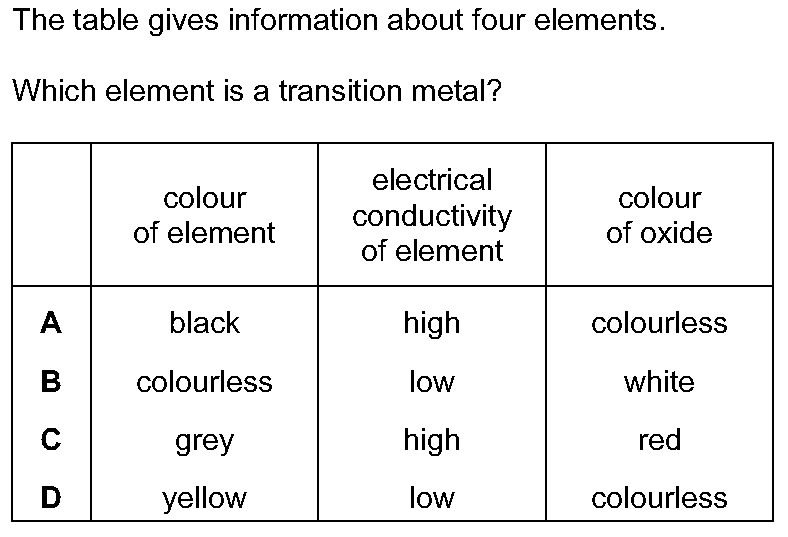 The table gives information about four elements.
Which element is a transition metal?
colour
of element
electrical
conductivity
of element
colour
of oxide
A black high colourless
B colourless low white
C grey high red
D yellow low colourless